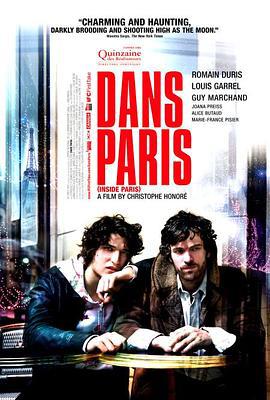 "CHARMING AND HAUNTING,
DARKLY BROODING AND SHOOTING HIGH AS THE MOON."
Manohla Dargis, The New York Times
Quinzaine
des Réalisateurs
DANS
PARIS
(INSIDE PARIS)
A FILM BY CHRISTOPHE HONORÉ
ROMAIN DURIS
LOUIS GARREL
GUY MARCHAND
JOANA PREISS
ALICE BUTAUD
MARIE-FRANCE PISIER